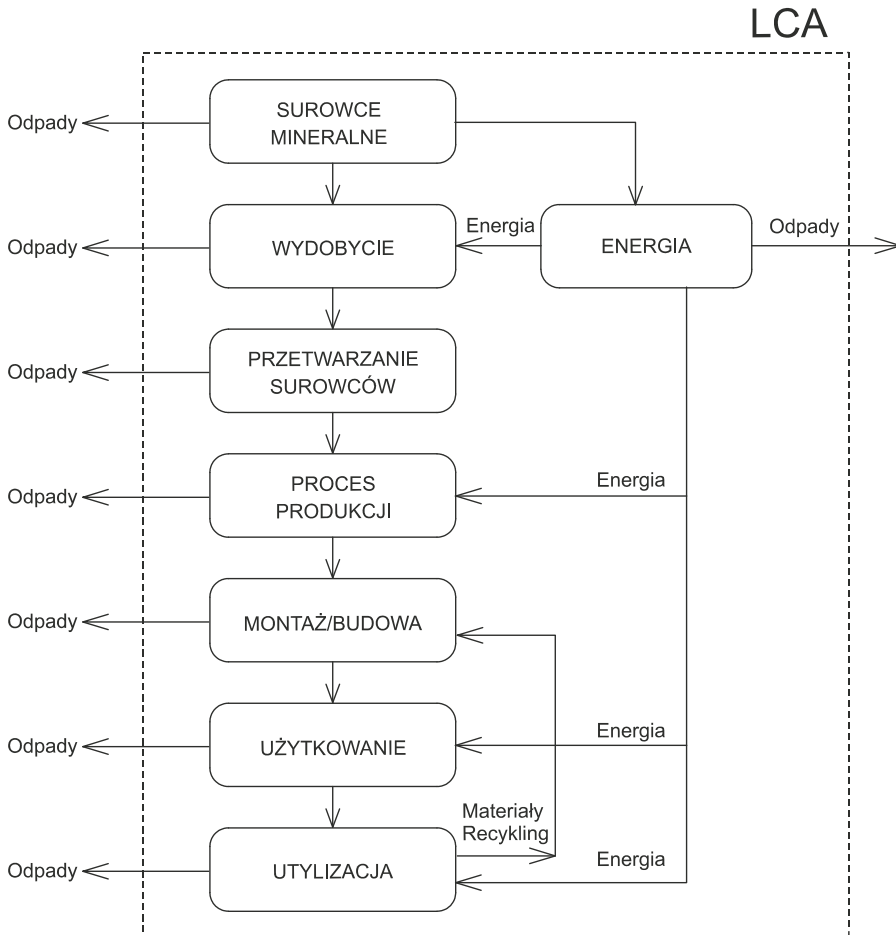 LCA
Odpady
SUROWCE
MINERALNE
Odpady
WYDOBYCIE
Energia
ENERGIA
Odpady
Odpady
PRZETWARZANIE
SUROWCÓW
Odpady
PROCES
PRODUKCJI
Energia
Odpady
MONTAŻ/BUDOWA
Odpady
UŻYTKOWANIE
Energia
Odpady
UTYLIZACJA
Materiały
Recykling
Energia